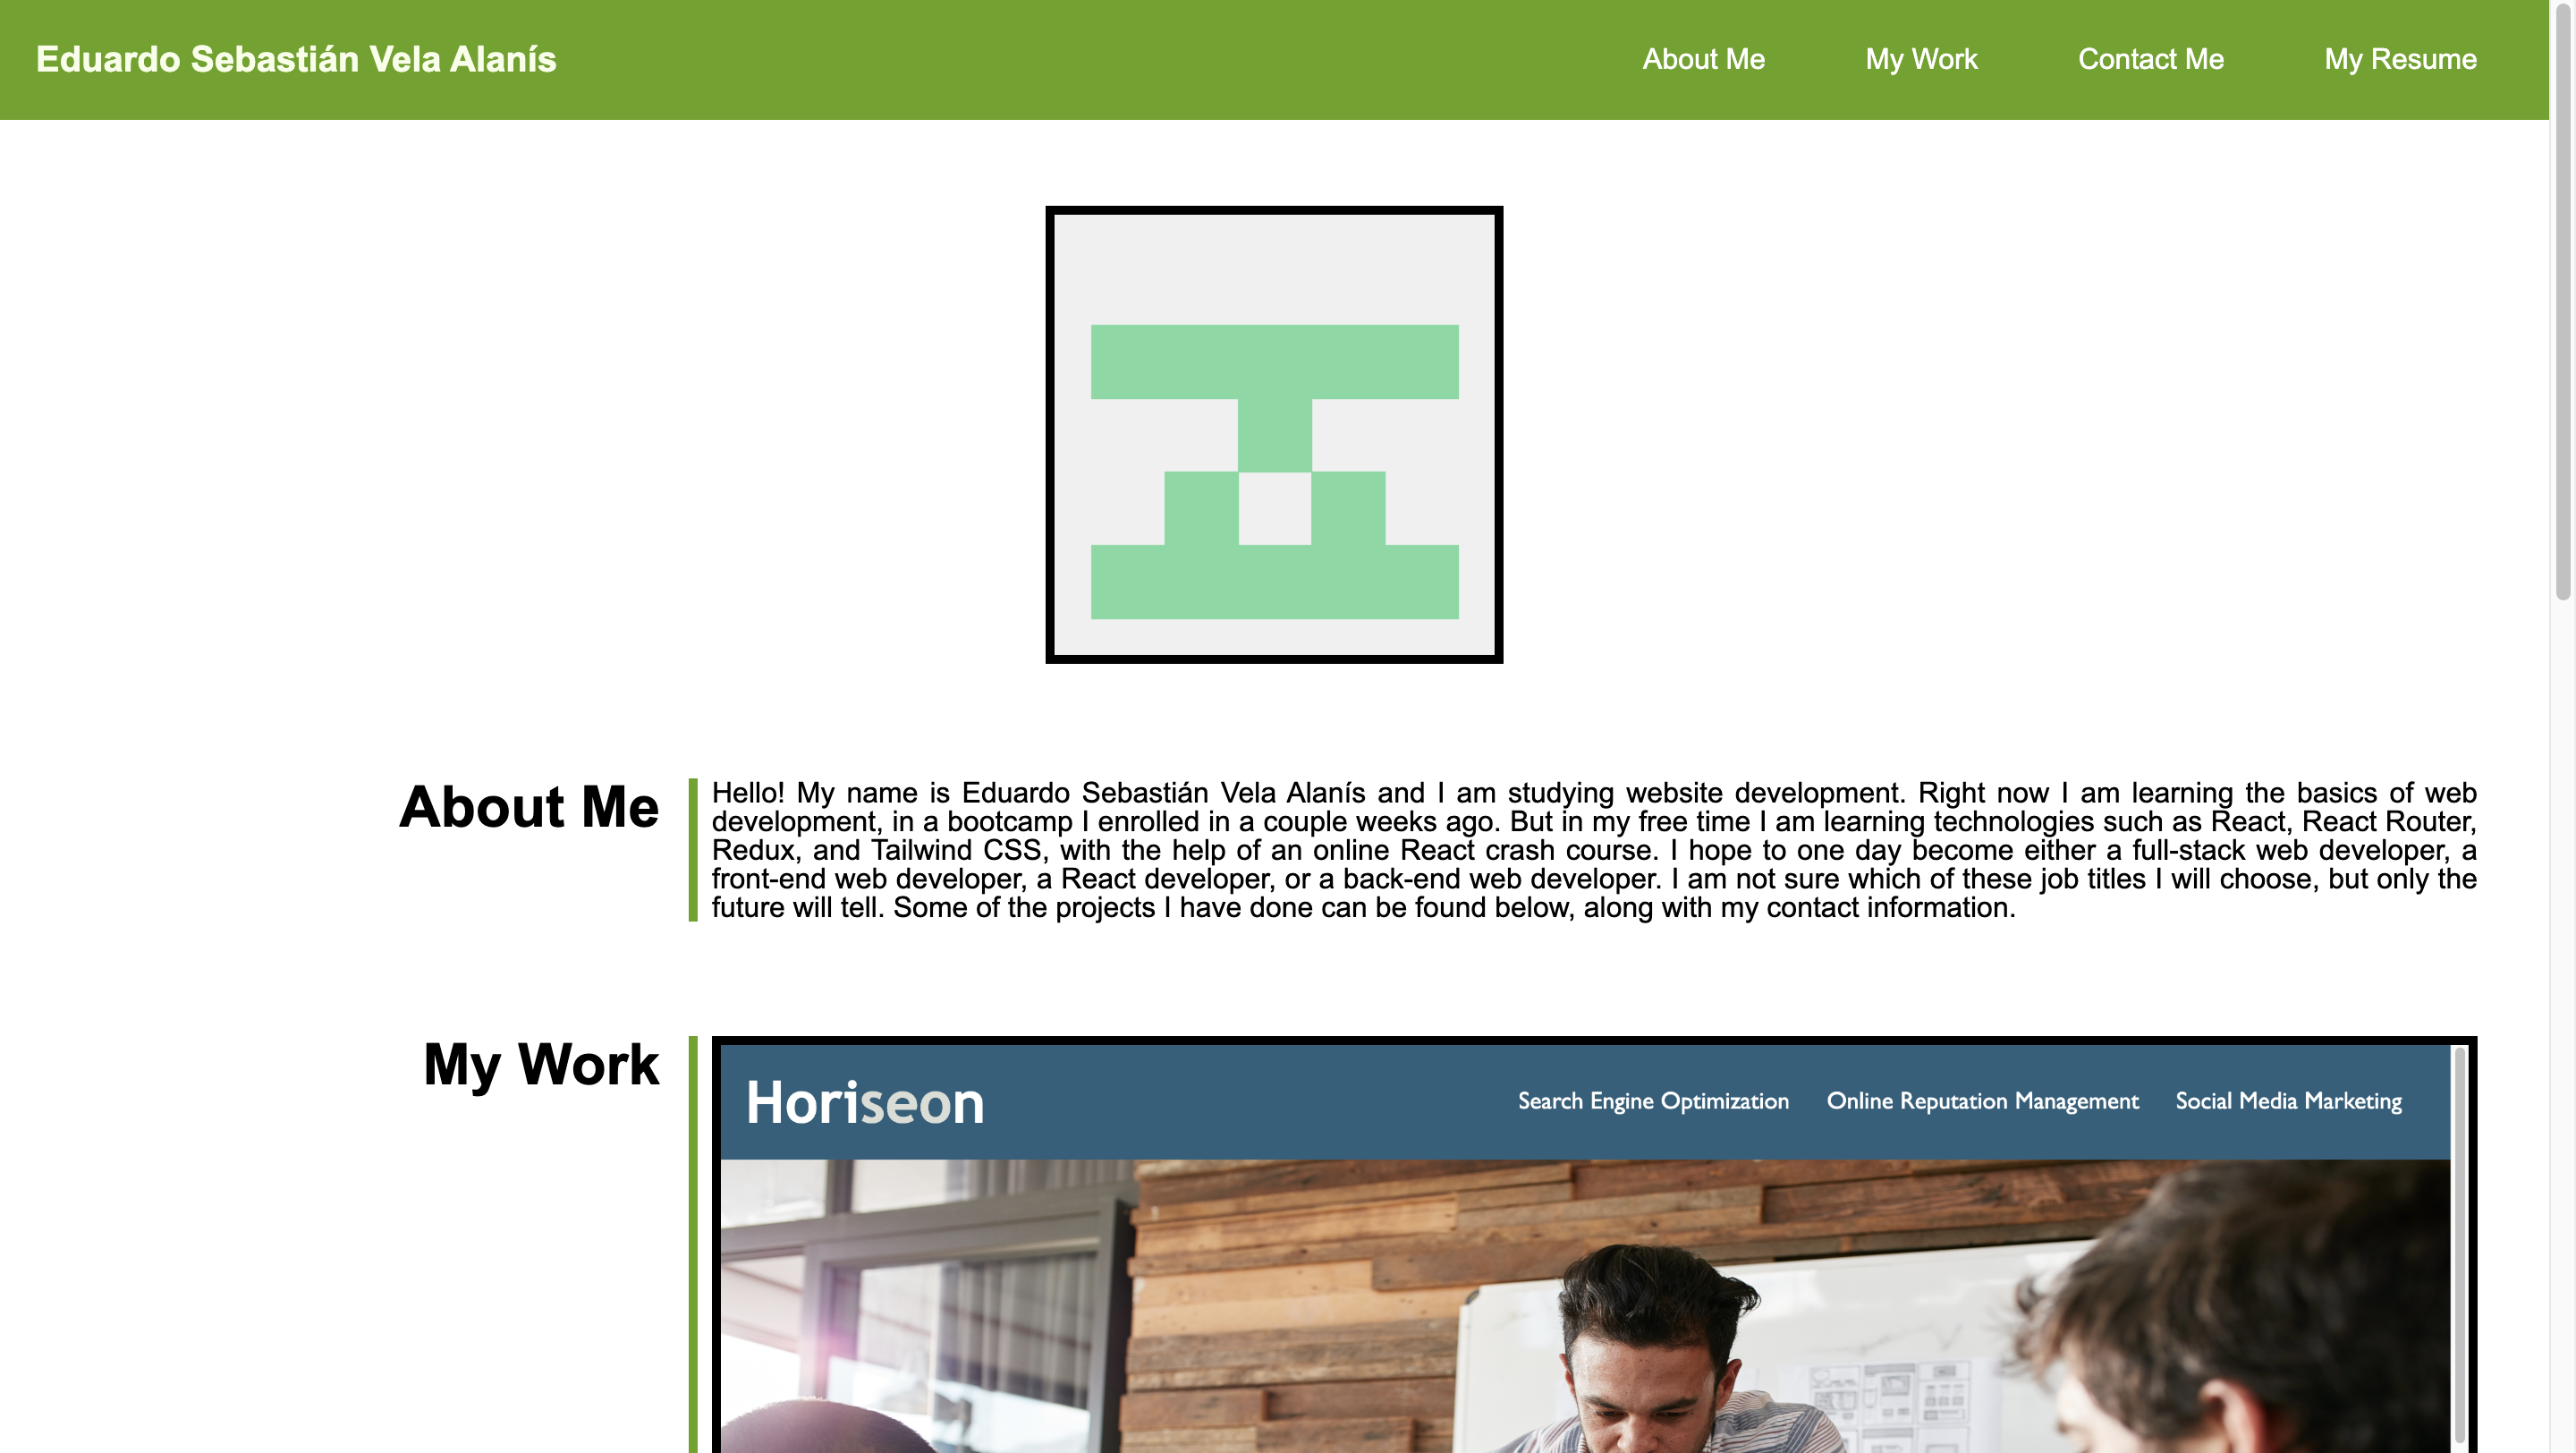 Eduardo Sebastián Vela Alanís
About Me
My Work
Contact Me
My Resume
About Me
Hello! My name is Eduardo Sebastián Vela Alanís and I am studying website development. Right now I am learning the basics of web
development, in a bootcamp I enrolled in a couple weeks ago. But in my free time I am learning technologies such as React, React Router,
Redux, and Tailwind CSS, with the help of an online React crash course. I hope to one day become either a full-stack web developer, a
front-end web developer, a React developer, or a back-end web developer. I am not sure which of these job titles I will choose, but only the
future will tell. Some of the projects I have done can be found below, along with my contact information.
My Work
Horiseon
Search Engine Optimization
Online Reputation Management
Social Media Marketing